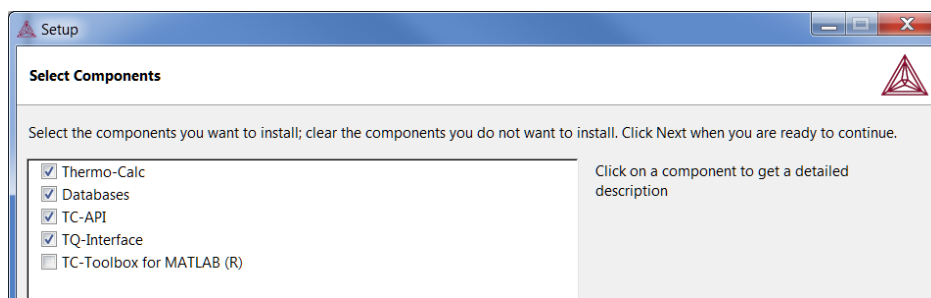 Setup
Select Components
Select the components you want to install; clear the components you do not want to install. Click Next when you are ready to continue.
Thermo-Calc
Databases
TC-API
TQ-Interface
TC-Toolbox for MATLAB (R)
Click on a component to get a detailed
description